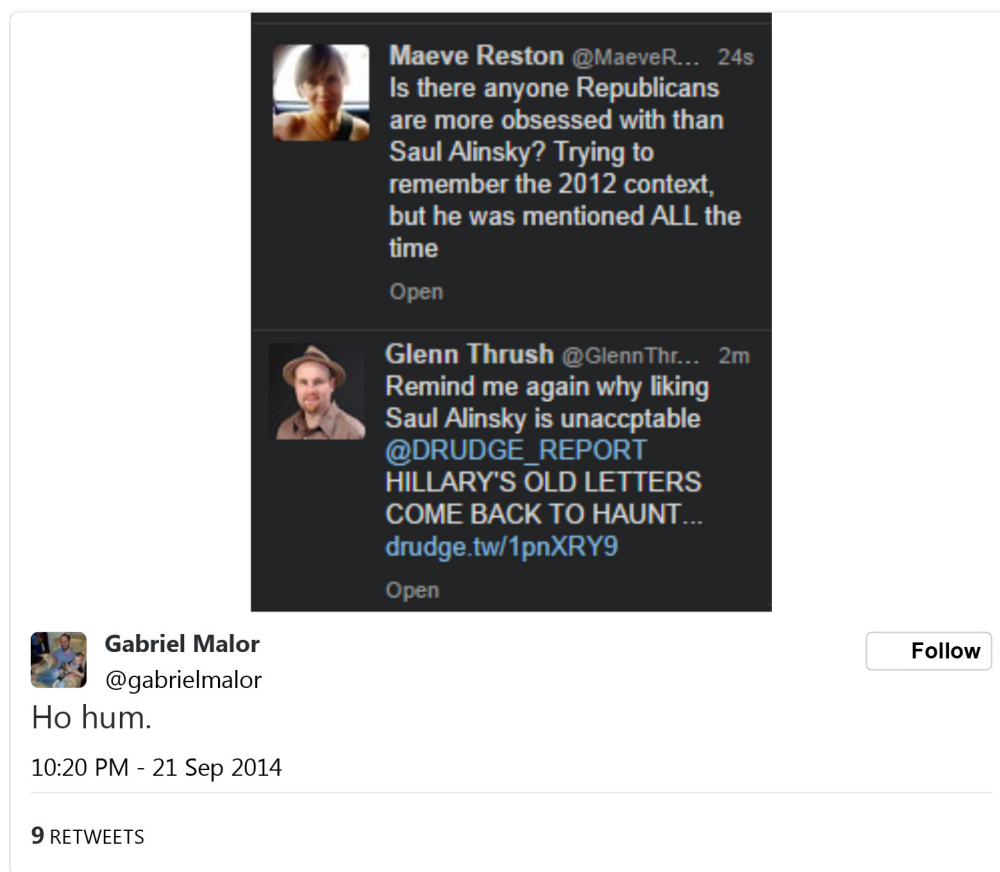 Maeve Reston @MaeveR... 24s
Is there anyone Republicans
are more obsessed with than
Saul Alinsky? Trying to
remember the 2012 context,
but he was mentioned ALL the
time
Open
Glenn Thrush @GlennThr... 2m
Remind me again why liking
Saul Alinsky is unaccptable
@DRUDGE_REPORT
HILLARY'S OLD LETTERS
COME BACK TO HAUNT...
drudge.tw/1pnXRY9
Open
Gabriel Malor
@gabrielmalor
Follow
Ho hum.
10:20 PM - 21 Sep 2014
9 RETWEETS